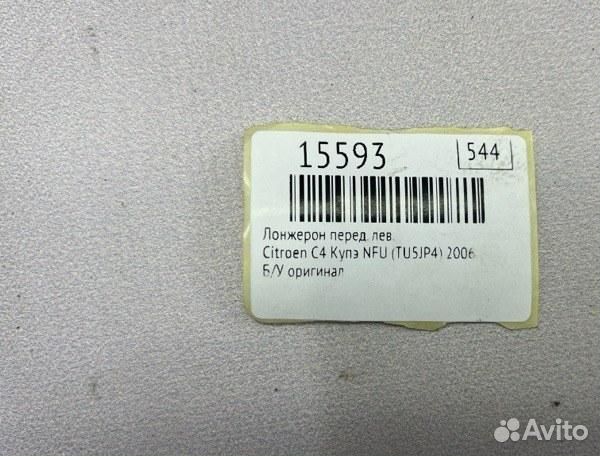 15593
544
Лонжерон перед. лев.
Citroen C4 Купэ NFU (TU5JP4) 2006
Б/У оригинал
Avito